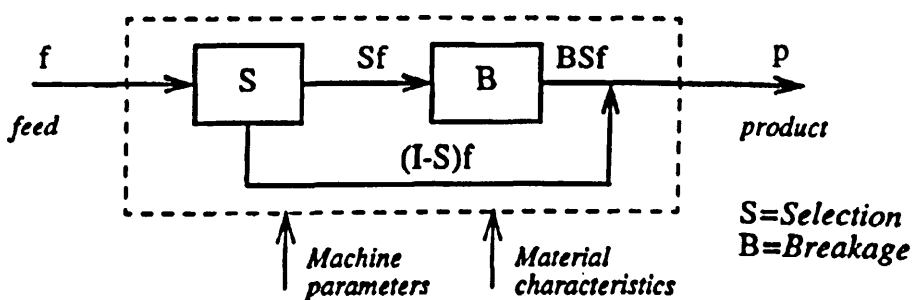 f
Sf
BSf
p
S
B
feed
product
(I-S)f
S=Selection
B=Breakage
Machine
parameters
Material
characteristics